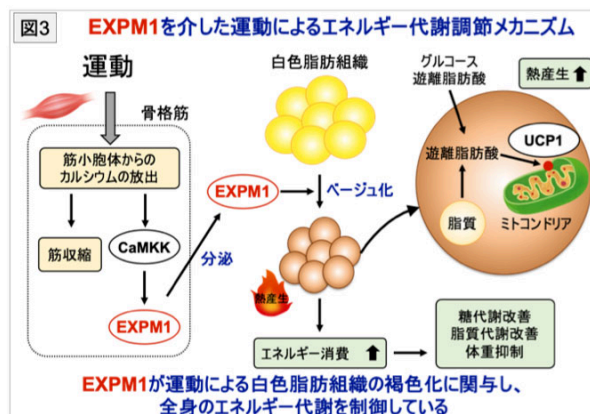 図3
EXPM1を介した運動によるエネルギー代謝調節メカニズム
運動
骨格筋
筋小胞体からの
カルシウムの放出
筋収縮
CaMKK
EXPM1
分泌
白色脂肪組織
EXPM1
ベージュ化
熱産生
エネルギー消費
グルコース
遊離脂肪酸
熱産生
UCP1
遊離脂肪酸
脂質
ミトコンドリア
糖代謝改善
脂質代謝改善
体重抑制
EXPM1が運動による白色脂肪組織の褐色化に関与し、
全身のエネルギー代謝を制御している